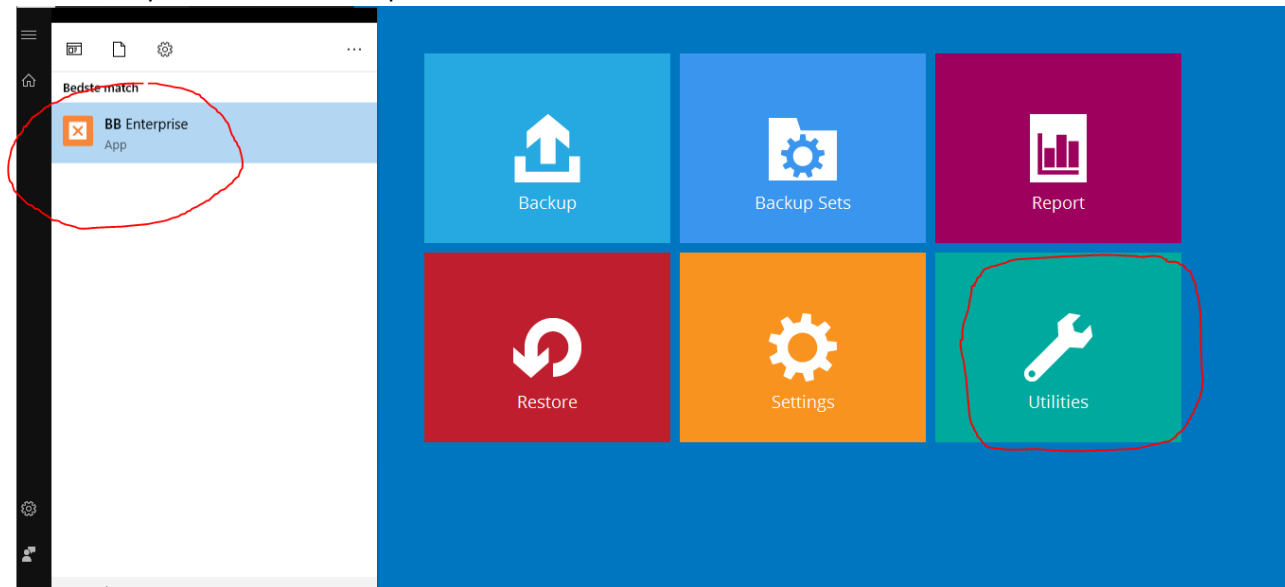 Bedste match
BB Enterprise
App
Backup
Backup Sets
Report
Restore
Settings
Utilities